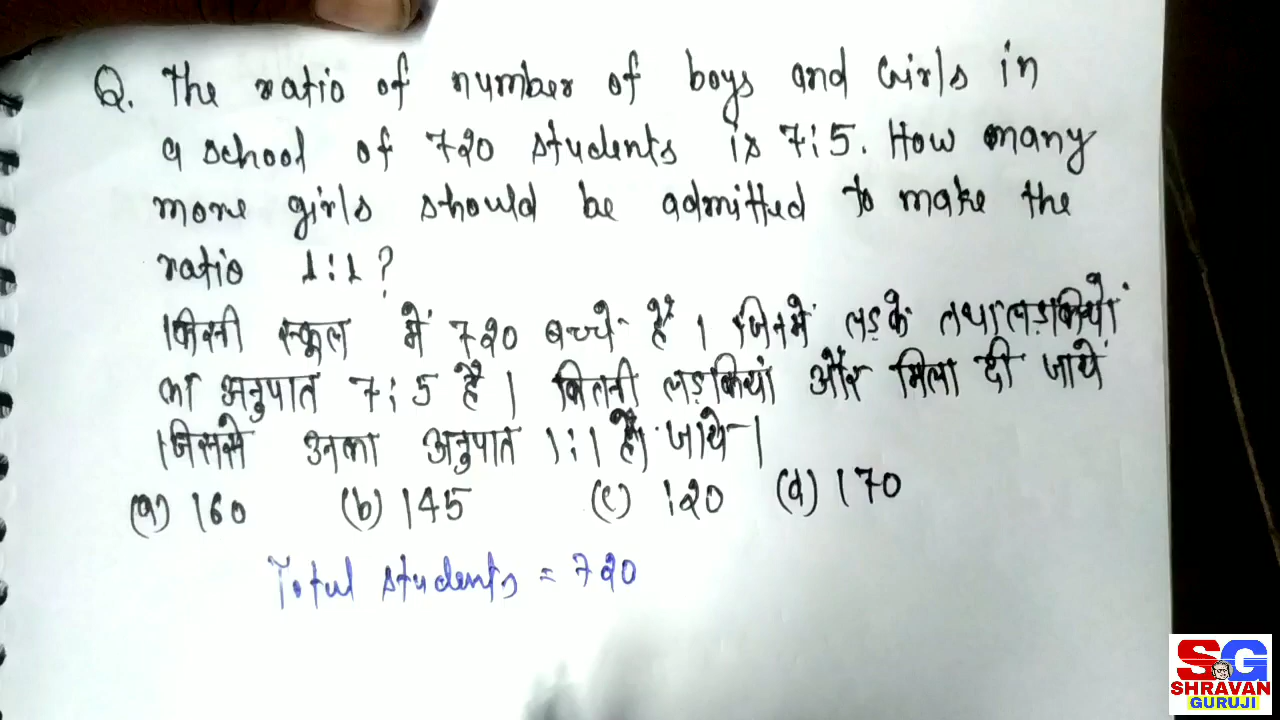 Q. The ratio of number of boys and Girls in
a school of 720 students is 7:5. How many
more girls should be admitted to make the
ratio 1:1?
किसी स्कूल में 720 बच्चे हैं। जिनमें लड़के तथा लड़कियों
का अनुपात 7:5 है। कितनी लड़कियां और मिला दी जाये
जिससे उनका अनुपात 1:1 हो जाये।
(a) 160 (b) 145 (c) 120 (d) 170
Total students = 720
SG
SHRAVAN
GURUJI